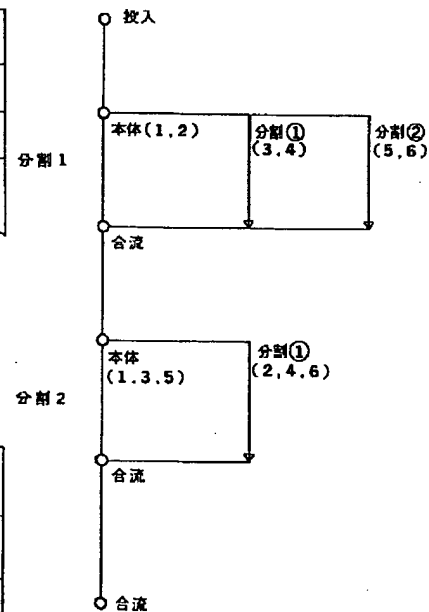 投入
本体(1,2)
分割①
(3,4)
分割②
(5,6)
分割1
合流
本体
(1.3.5)
分割①
(2,4,6)
分割2
合流
合流